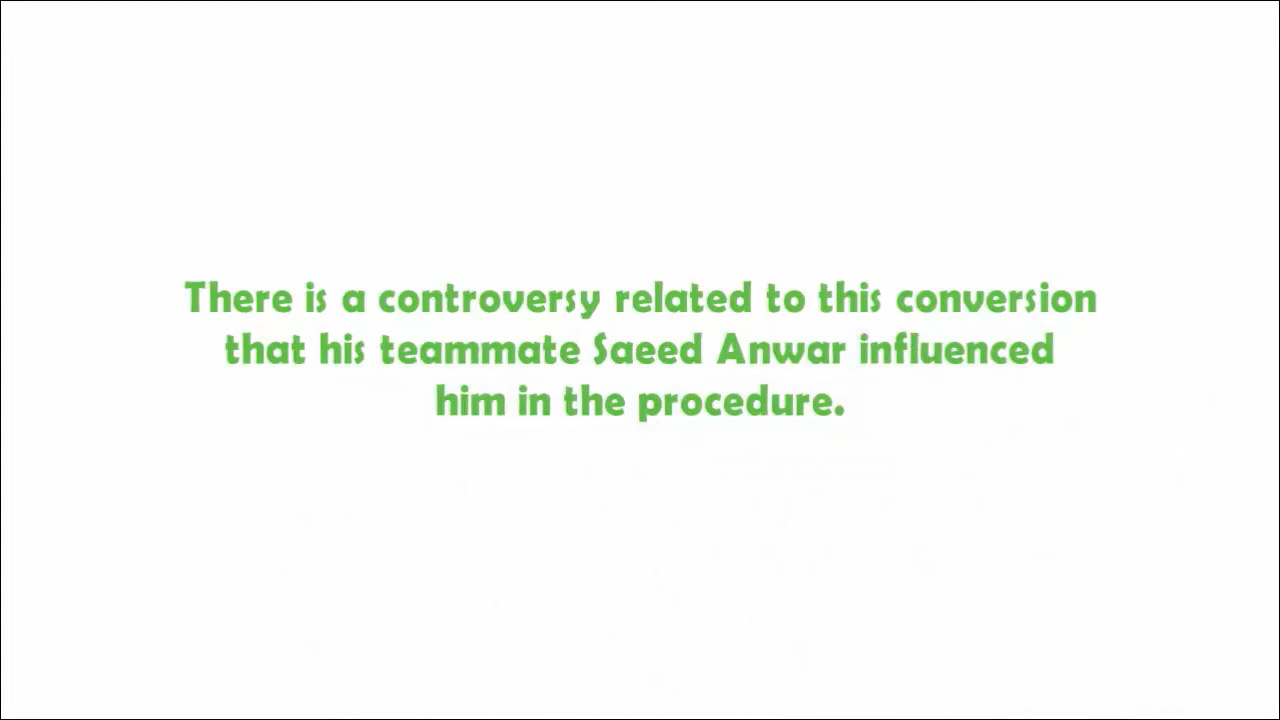 There is a controversy related to this conversion
that his teammate Saeed Anwar influenced
him in the procedure.